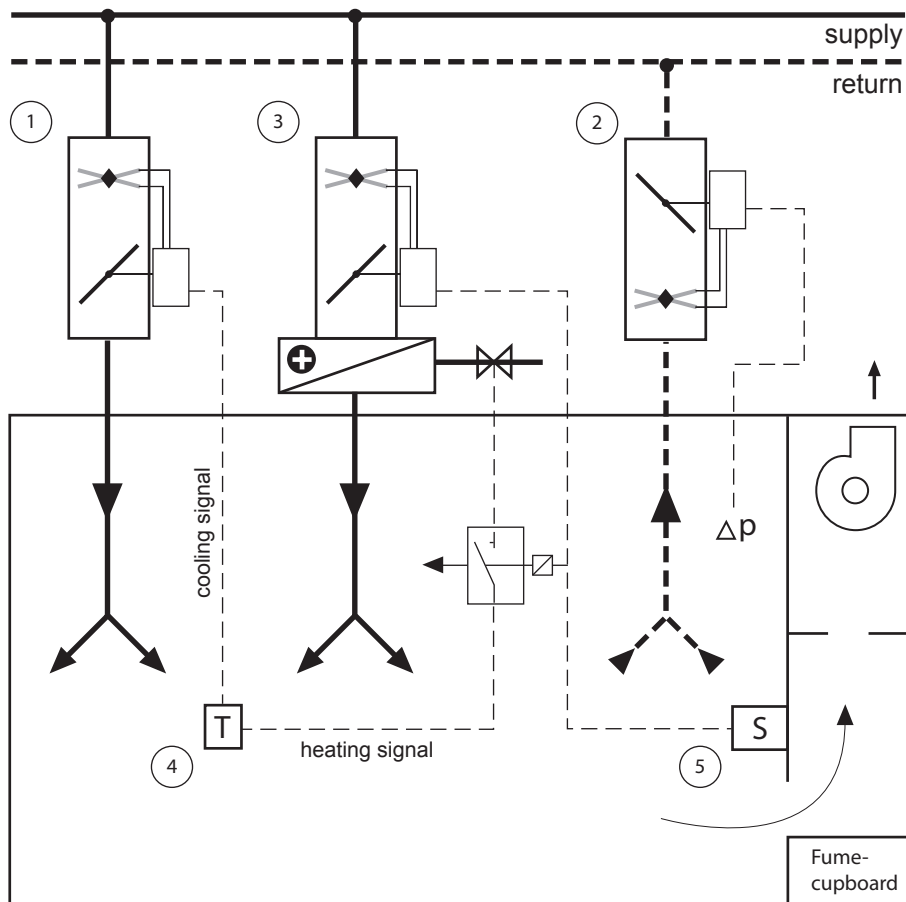 supply
return
1
3
2
cooling signal
Δp
T
heating signal
S
4
5
Fume-
cupboard